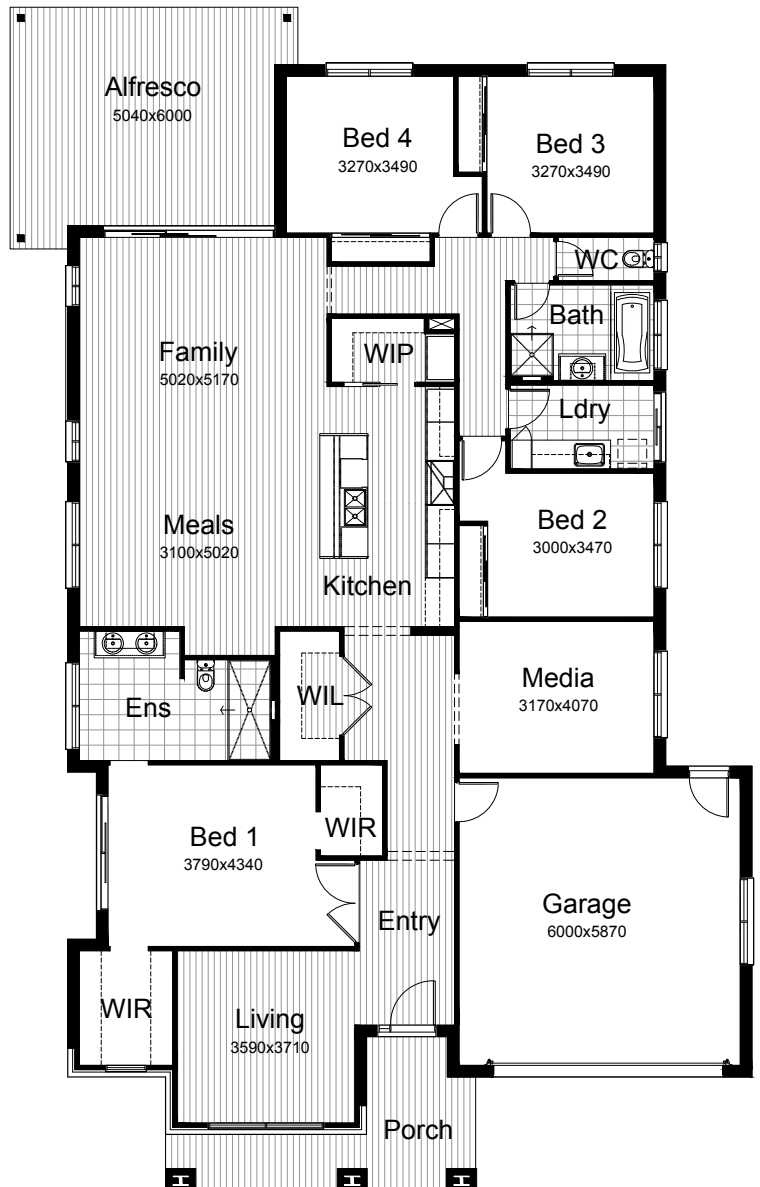 Alfresco
5040x6000
Bed 4
3270x3490
Bed 3
3270x3490
WC
Bath
Family
5020x5170
WIP
Ldry
Meals
3100x5020
Bed 2
3000x3470
Kitchen
Ens
WIL
Media
3170x4070
Bed 1
3790x4340
WIR
Garage
6000x5870
Entry
WIR
Living
3590x3710
Porch